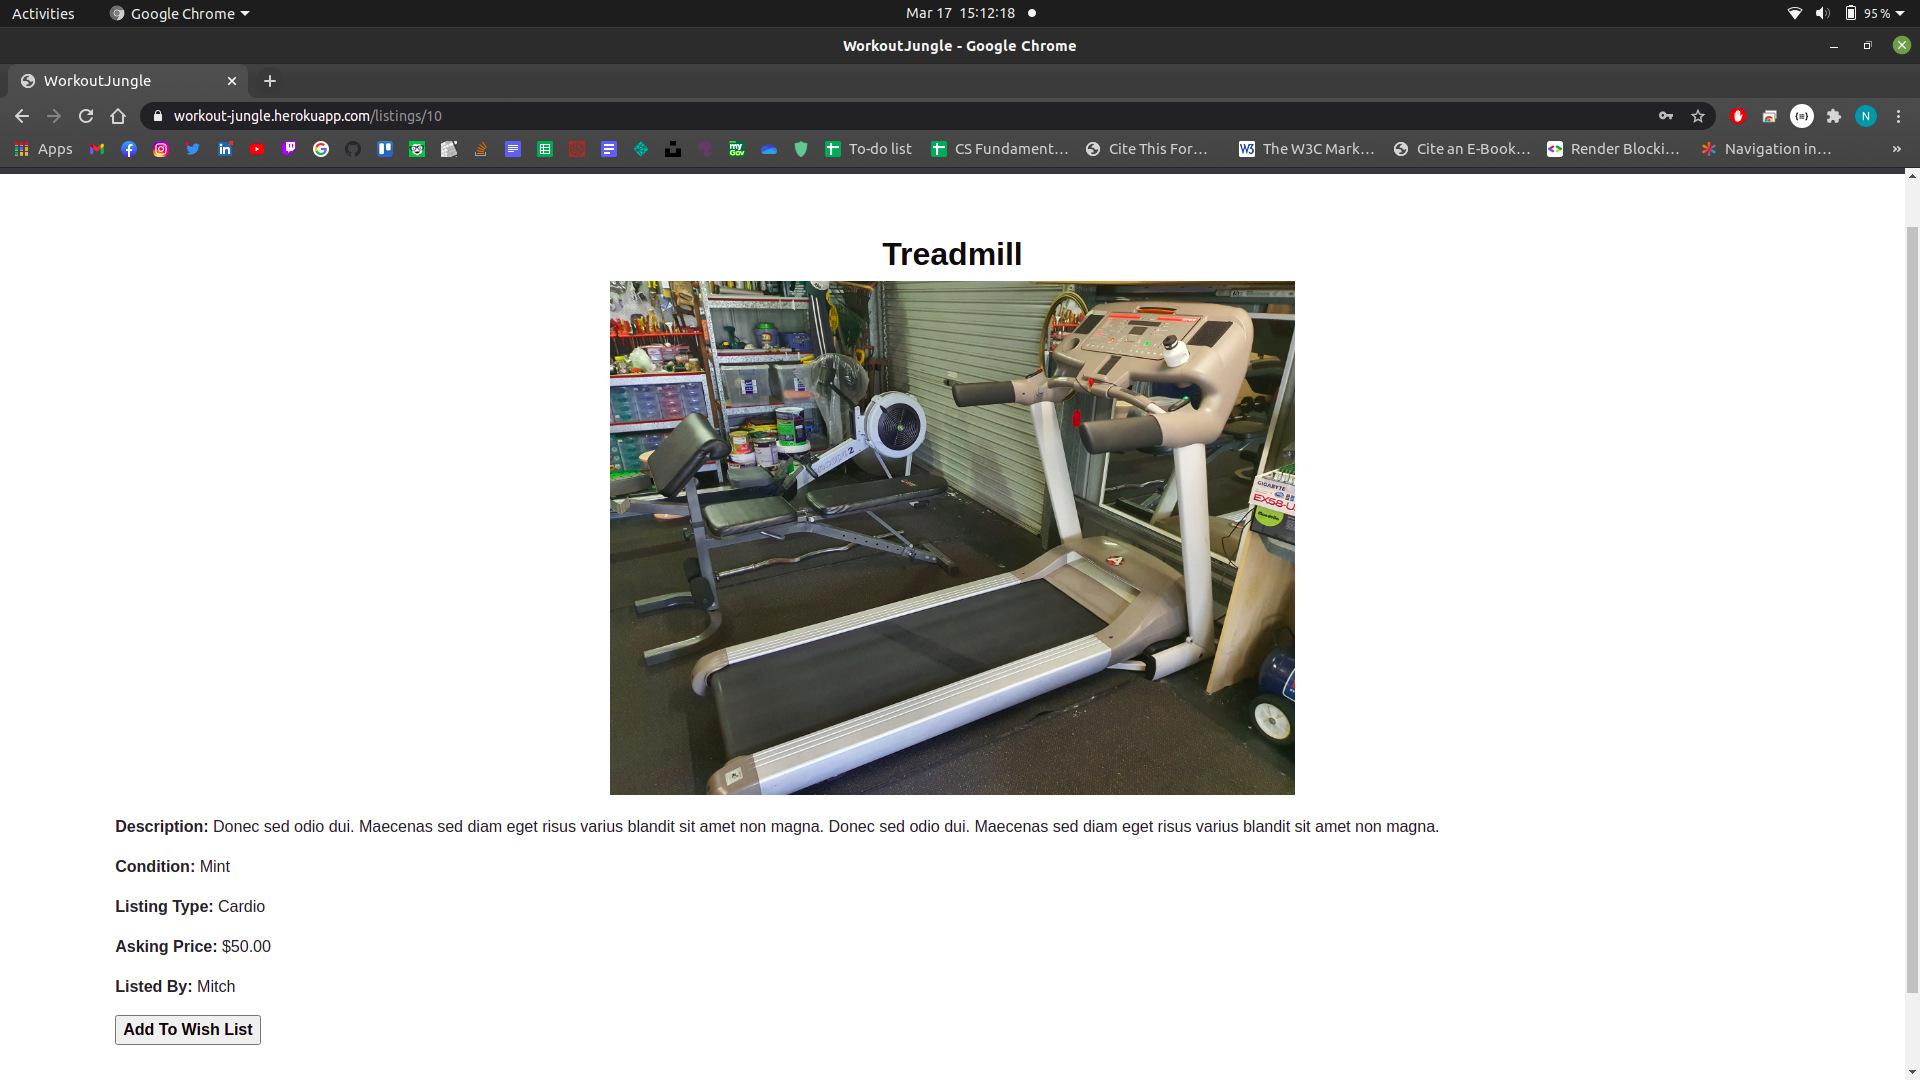 Activities
Google Chrome
Mar 17 15:12:18
95 %
WorkoutJungle - Google Chrome
WorkoutJungle
workout-jungle.herokuapp.com/listings/10
N
Apps
To-do list
CS Fundament...
Cite This For...
The W3C Mark...
Cite an E-Book...
Render Blocki...
Navigation in...
»
Treadmill
GIGABYTE
EX58-U
Description: Donec sed odio dui. Maecenas sed diam eget risus varius blandit sit amet non magna. Donec sed odio dui. Maecenas sed diam eget risus varius blandit sit amet non magna.
Condition: Mint
Listing Type: Cardio
Asking Price: $50.00
Listed By: Mitch
Add To Wish List